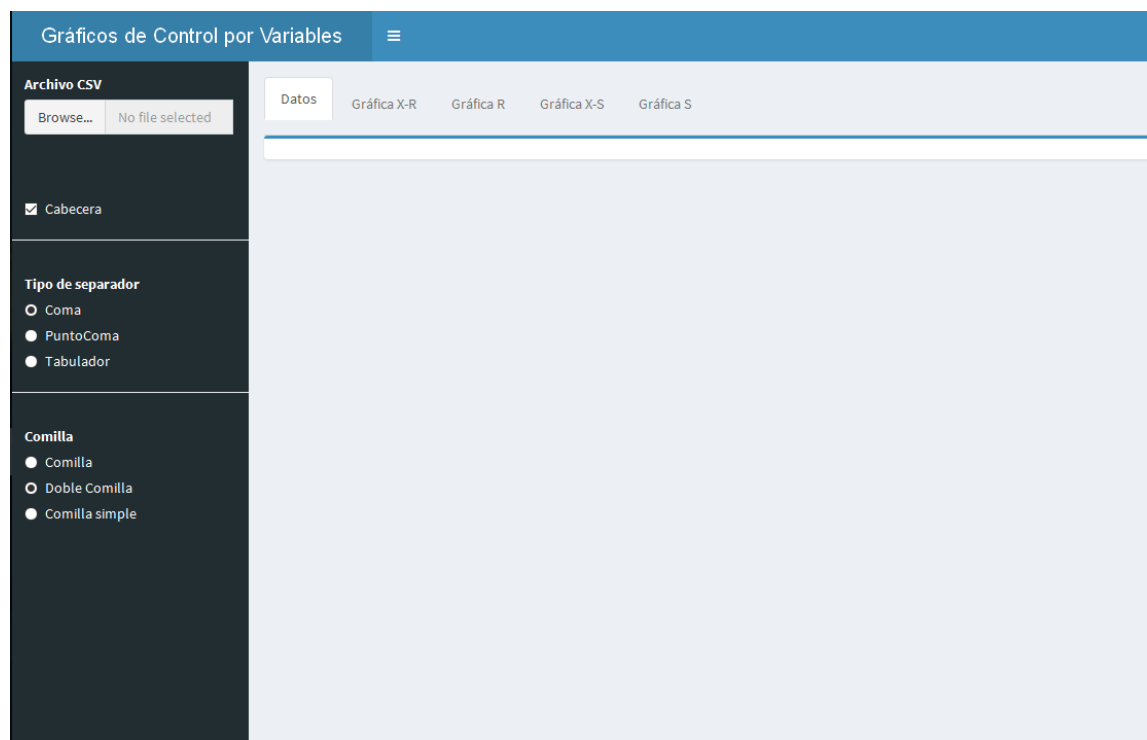 Gráficos de Control por Variables
Archivo CSV
Browse... No file selected
Cabecera
Tipo de separador
Coma
PuntoComa
Tabulador
Comilla
Comilla
Doble Comilla
Comilla simple
Datos Gráfica X-R Gráfica R Gráfica X-S Gráfica S